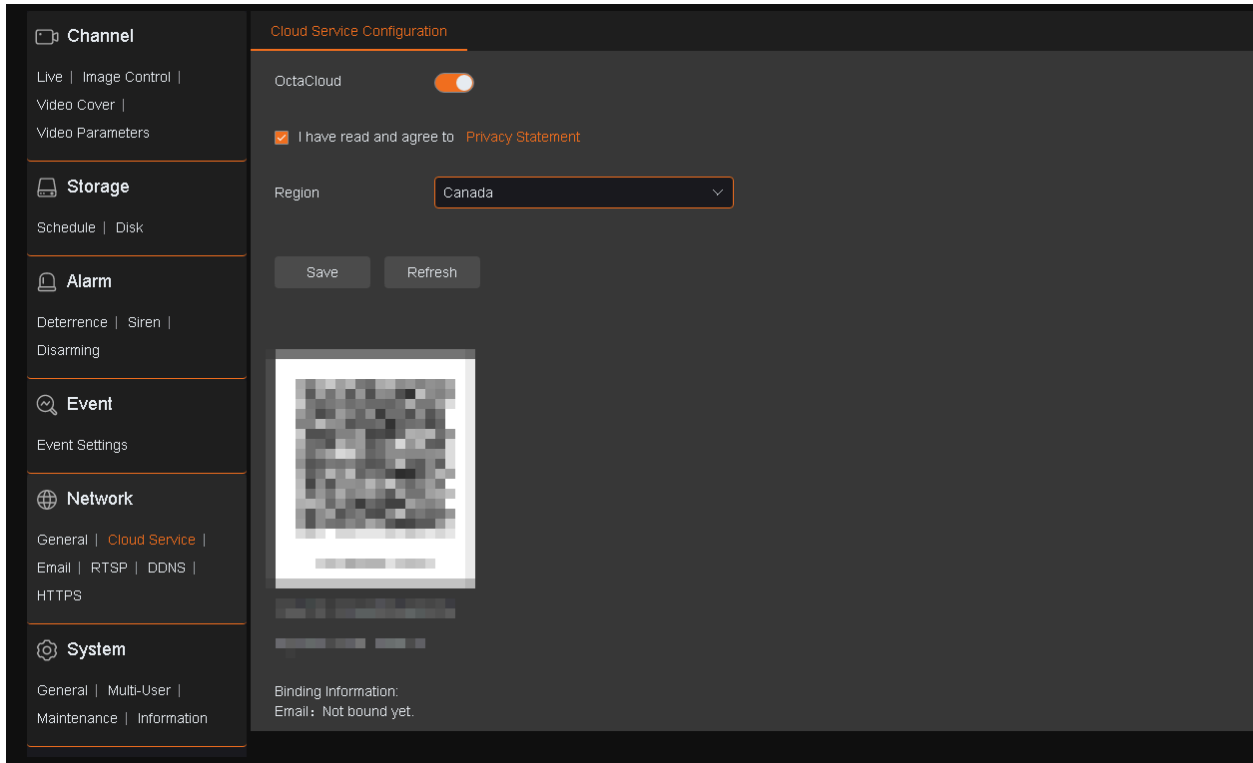 Channel
Live | Image Control |
Video Cover |
Video Parameters
Storage
Schedule | Disk
Alarm
Deterrence | Siren |
Disarming
Event
Event Settings
Network
General | Cloud Service |
Email | RTSP | DDNS |
HTTPS
System
General | Multi-User |
Maintenance | Information
Cloud Service Configuration
OctaCloud
I have read and agree to Privacy Statement
Region Canada
Save Refresh
Binding Information:
Email：Not bound yet.